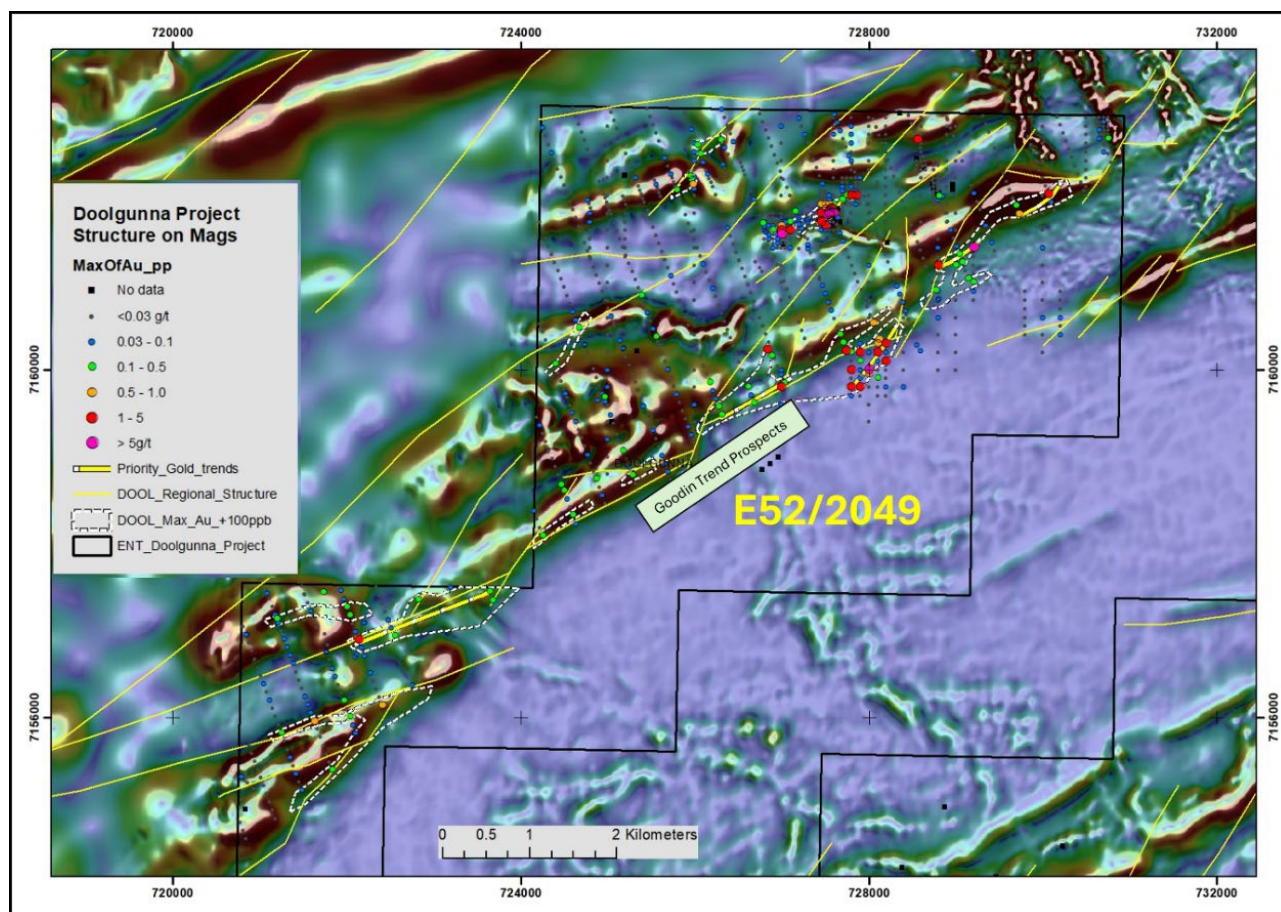 720000
724000
728000
732000
Doolgunna Project
Structure on Mags
MaxOfAu_pp
No data
<0.03 g/t
0.03 - 0.1
0.1 - 0.5
0.5 - 1.0
1 - 5
> 5g/t
Priority_Gold_trends
DOOL_Regional_Structure
DOOL_Max_Au_+100ppb
ENT_Doolgunna_Project
7160000
7160000
Goodin Trend Prospects
E52/2049
7156000
7156000
0 0.5 1 2 Kilometers
720000
724000
728000
732000